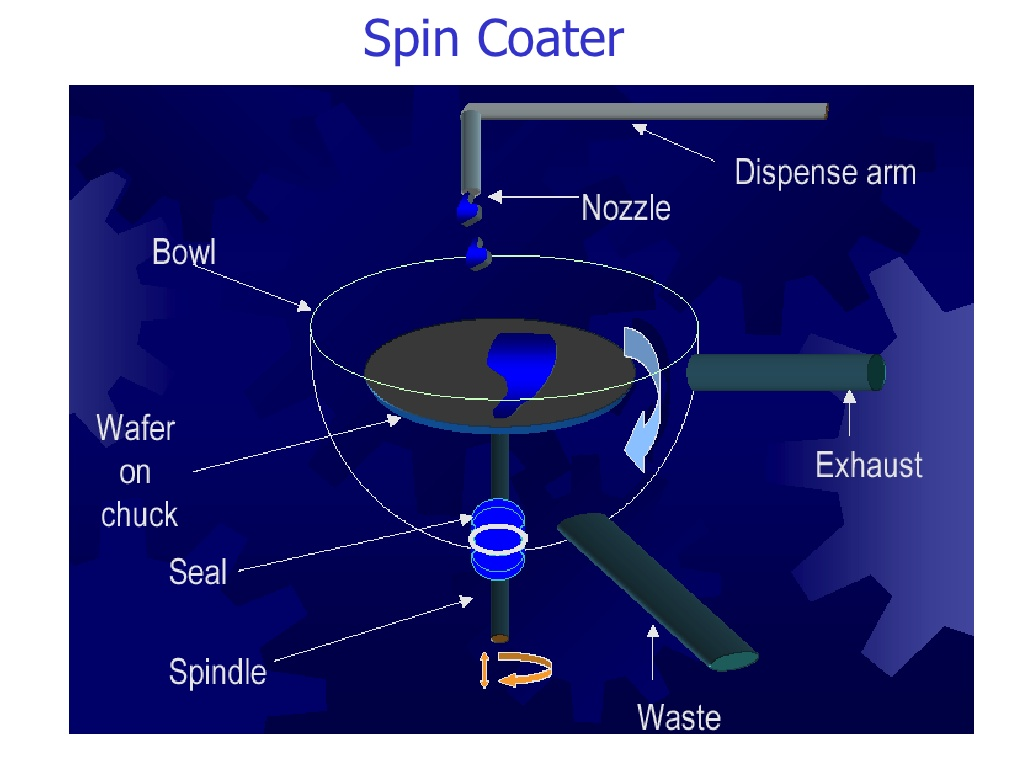 Spin Coater
Dispense arm
Nozzle
Bowl
Wafer
on
chuck
Exhaust
Seal
Spindle
Waste